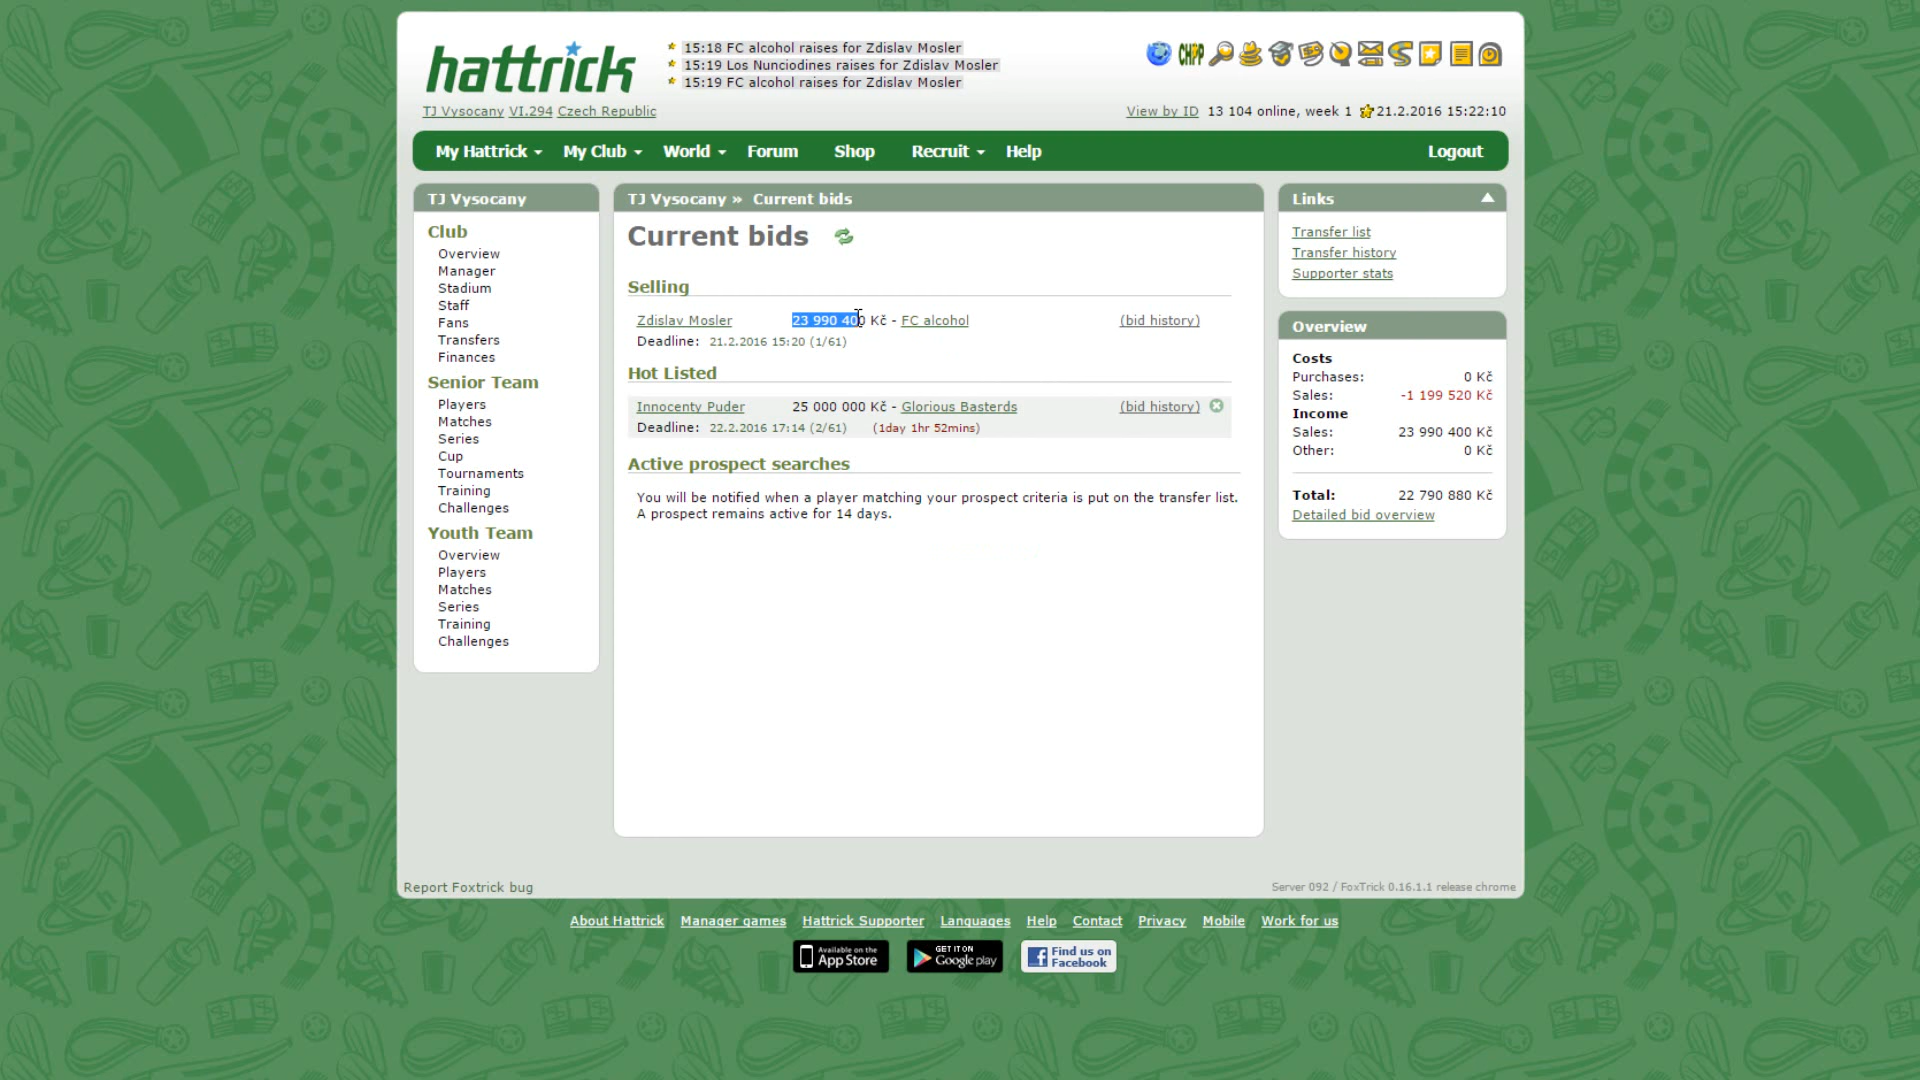 hattrick
15:18 FC alcohol raises for Zdislav Mosler
15:19 Los Nunciodines raises for Zdislav Mosler
15:19 FC alcohol raises for Zdislav Mosler
CHPP
TJ Vysocany VI.294 Czech Republic
View by ID 13 104 online, week 1 21.2.2016 15:22:10
My Hattrick My Club World Forum Shop Recruit Help Logout
TJ Vysocany
Club
Overview
Manager
Stadium
Staff
Fans
Transfers
Finances
Senior Team
Players
Matches
Series
Cup
Tournaments
Training
Challenges
Youth Team
Overview
Players
Matches
Series
Training
Challenges
TJ Vysocany » Current bids
Current bids
Selling
Zdislav Mosler 23 990 400 Kč - FC alcohol (bid history)
Deadline: 21.2.2016 15:20 (1/61)
Hot Listed
Innocenty Puder 25 000 000 Kč - Glorious Basterds (bid history)
Deadline: 22.2.2016 17:14 (2/61) (1day 1hr 52mins)
Active prospect searches
You will be notified when a player matching your prospect criteria is put on the transfer list.
A prospect remains active for 14 days.
Links
Transfer list
Transfer history
Supporter stats
Overview
Costs
Purchases: 0 Kč
Sales: -1 199 520 Kč
Income
Sales: 23 990 400 Kč
Other: 0 Kč
Total: 22 790 880 Kč
Detailed bid overview
Report Foxtrick bug
Server 092 / FoxTrick 0.16.1.1 release chrome
About Hattrick Manager games Hattrick Supporter Languages Help Contact Privacy Mobile Work for us
Available on the
App Store
GET IT ON
Google play
Find us on
Facebook